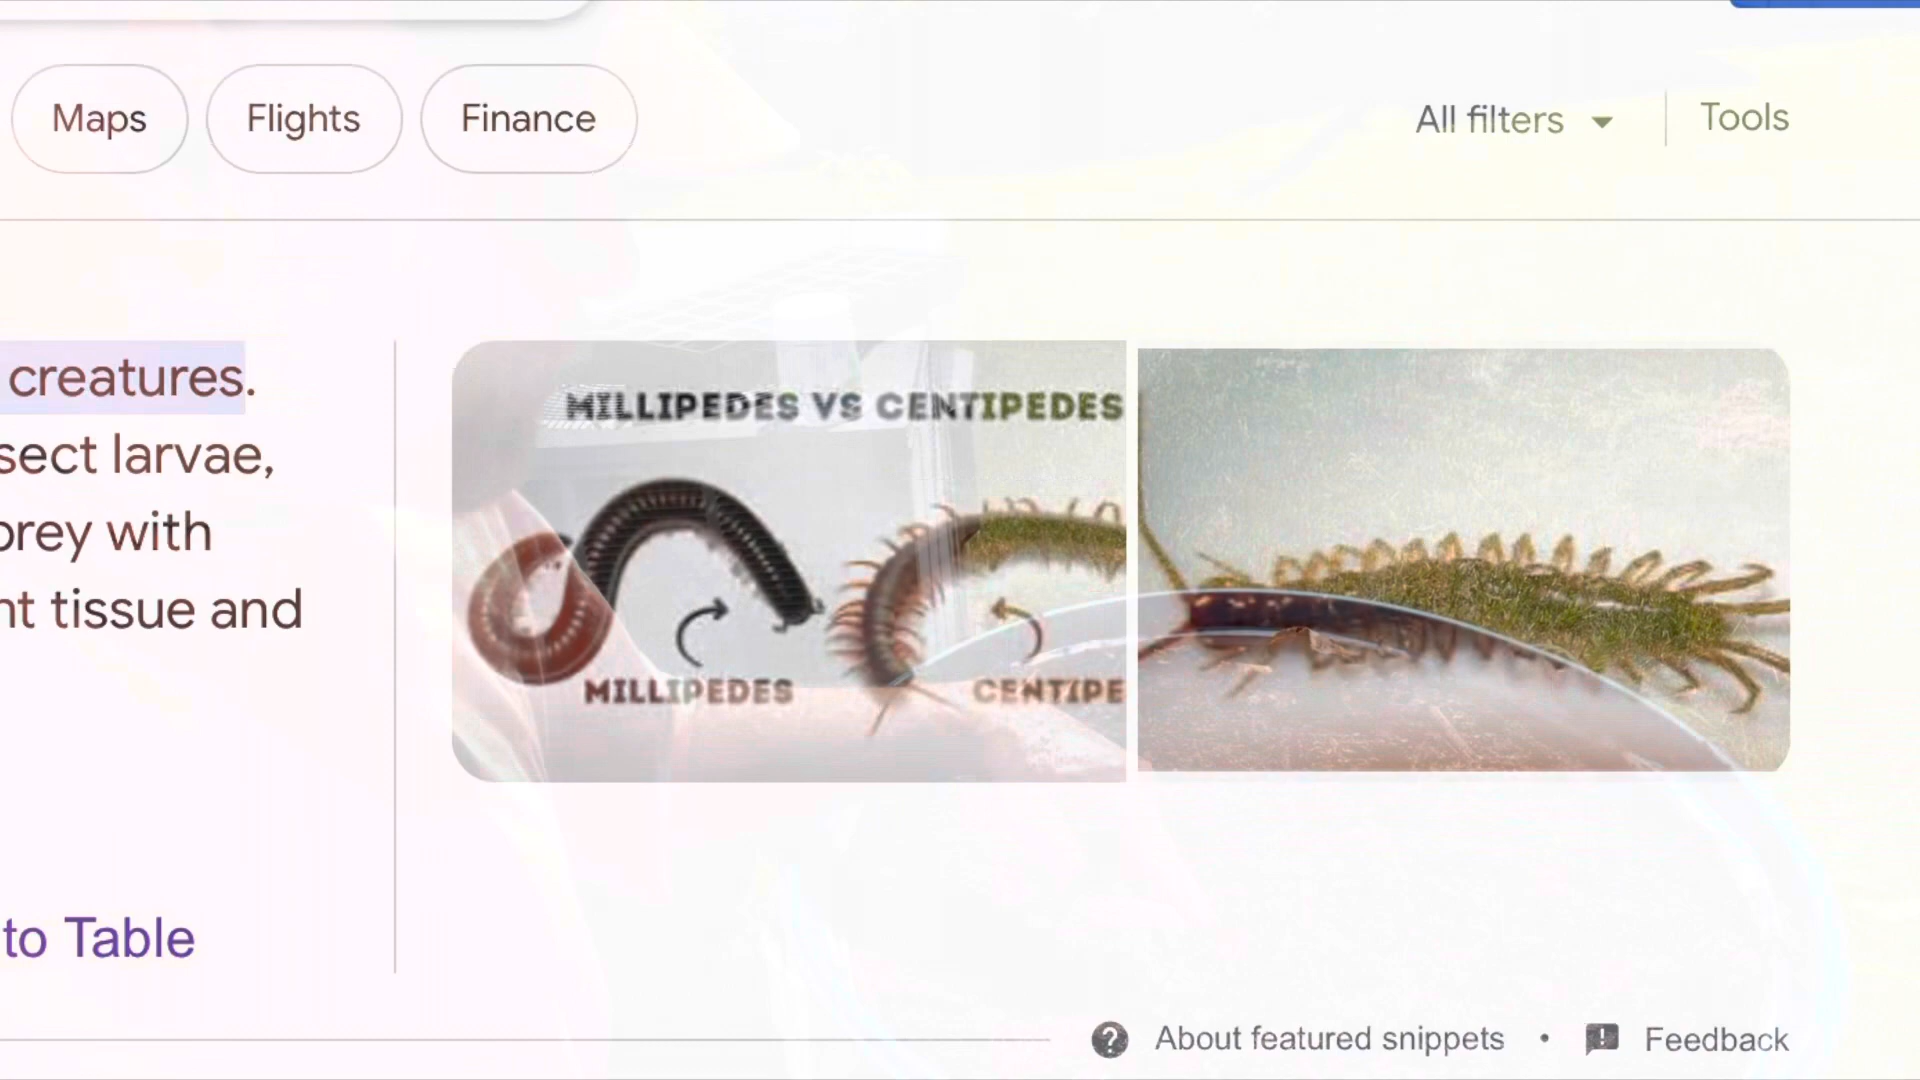 Maps
Flights
Finance
All filters
Tools
creatures.
sect larvae,
prey with
nt tissue and
to Table
MILLIPEDES VS CENTIPEDES
MILLIPEDES
CENTIPE
About featured snippets • Feedback